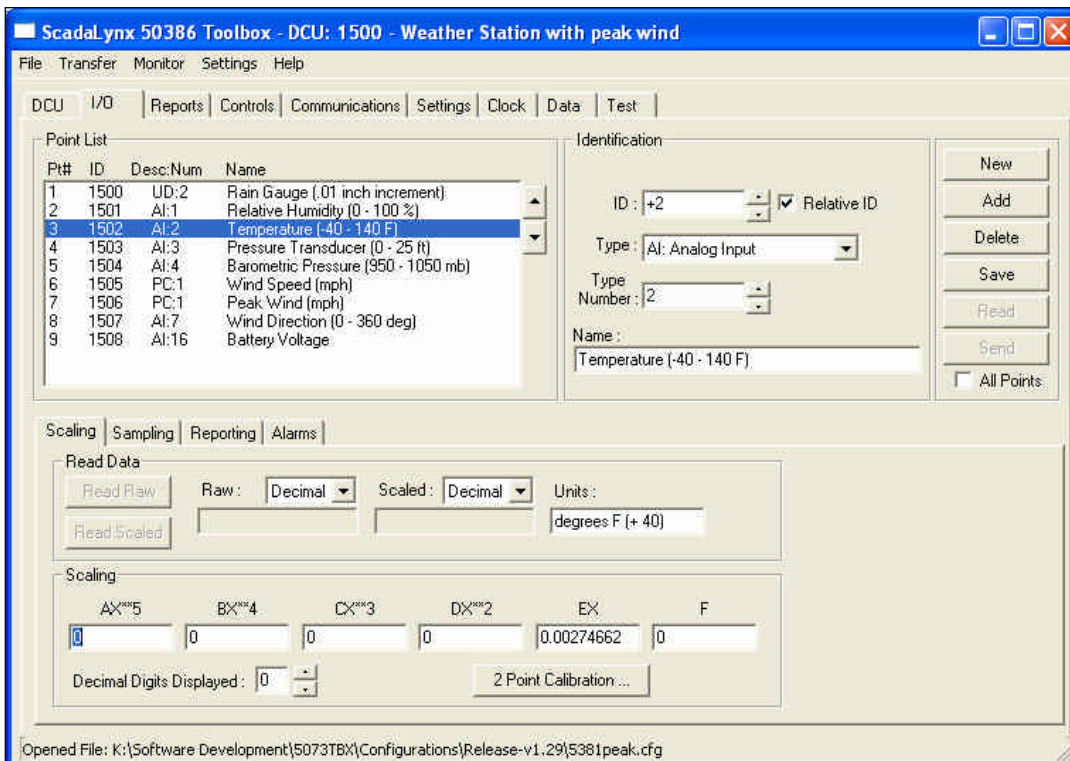 ScadaLynx 50386 Toolbox - DCU: 1500 - Weather Station with peak wind
File Transfer Monitor Settings Help
DCU I/O Reports Controls Communications Settings Clock Data Test
Point List
Pt# ID Desc:Num Name
1 1500 UD:2 Rain Gauge (.01 inch increment)
2 1501 AI:1 Relative Humidity (0 - 100 %)
3 1502 AI:2 Temperature (-40 - 140 F)
4 1503 AI:3 Pressure Transducer (0 - 25 ft)
5 1504 AI:4 Barometric Pressure (950 - 1050 mb)
6 1505 PC:1 Wind Speed (mph)
7 1506 PC:1 Peak Wind (mph)
8 1507 AI:7 Wind Direction (0 - 360 deg)
9 1508 AI:16 Battery Voltage
Identification
ID : +2 Relative ID
Type : AI: Analog Input
Type Number : 2
Name :
Temperature (-40 - 140 F)
New
Add
Delete
Save
Read
Send
All Points
Scaling Sampling Reporting Alarms
Read Data
Read Raw Raw : Decimal Scaled : Decimal Units :
Read Scaled degrees F (+ 40)
Scaling
AX**5 BX**4 CX**3 DX**2 EX F
0 0 0 0 0.00274662 0
Decimal Digits Displayed : 0 2 Point Calibration ...
Opened File: K:\Software Development\5073TBX\Configurations\Release-v1.29\5381peak.cfg